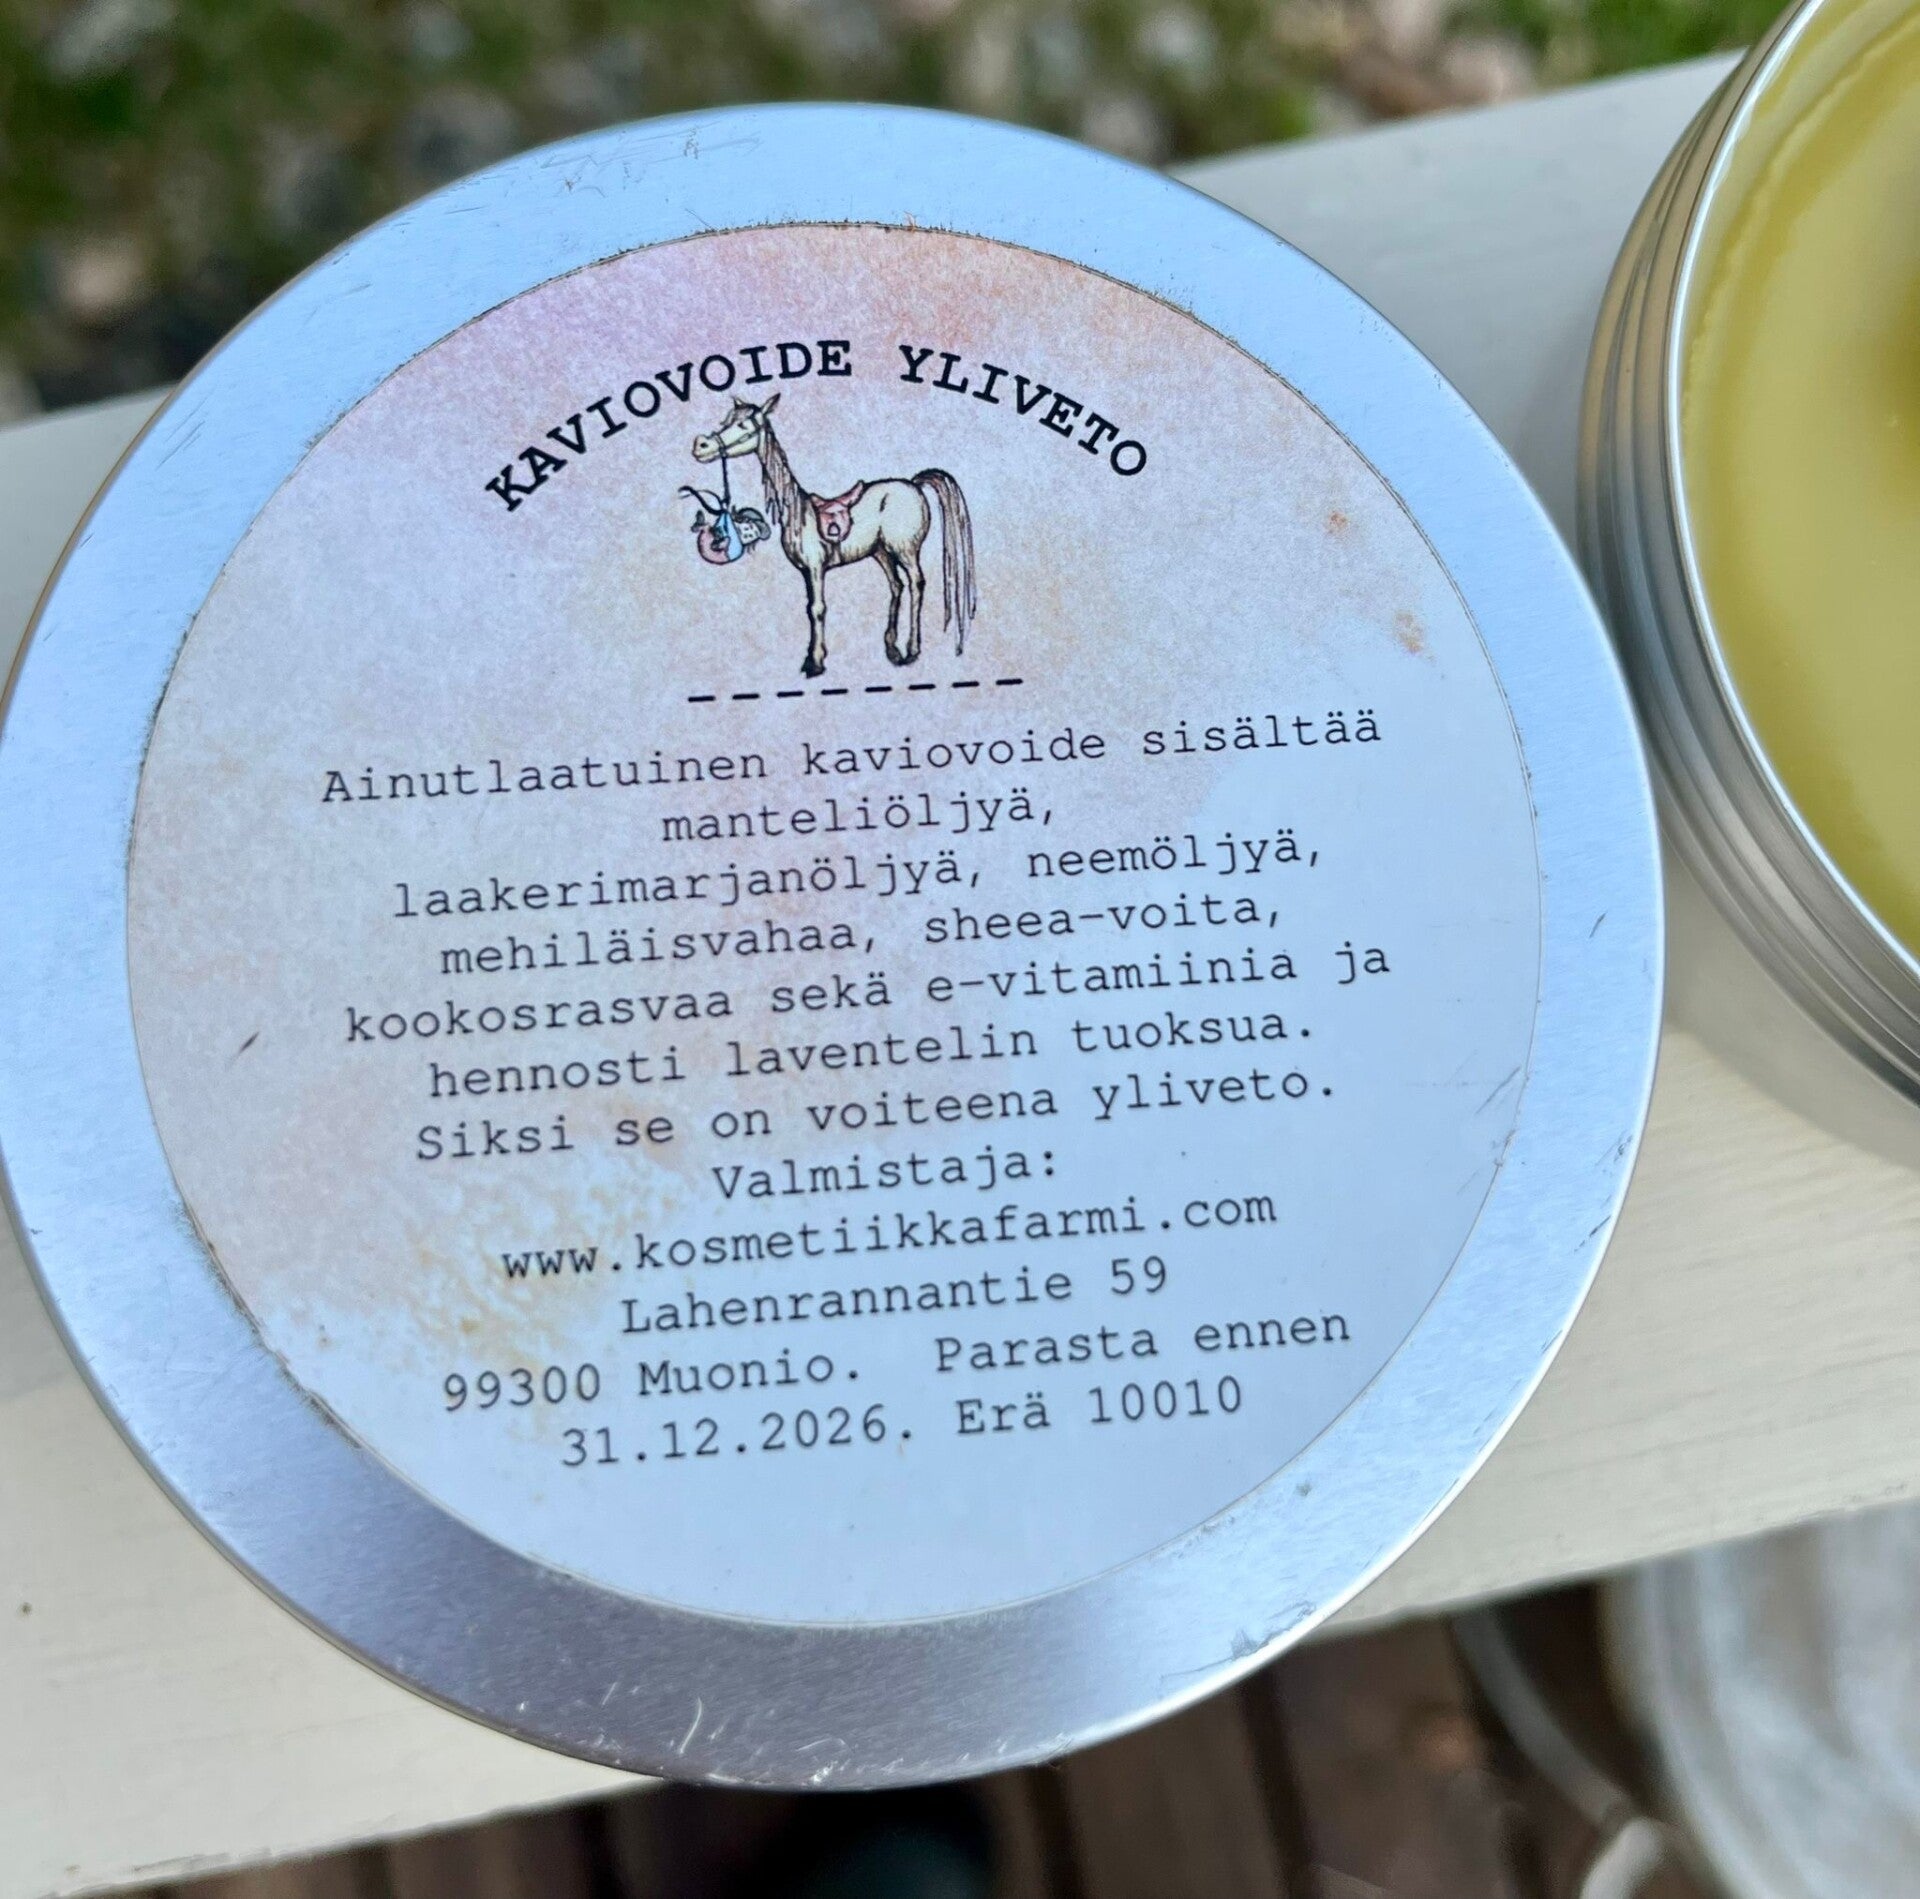 KAVIOVOIDE YLIVETO
Ainutlaatuinen kaviovoide sisältää
manteliöljyä,
laakerimarjanöljyä, neemöljyä,
mehiläisvahaa, sheea-voita,
kookosrasvaa sekä e-vitamiinia ja
hennosti laventelin tuoksua.
Siksi se on voiteena yliveto.
Valmistaja:
www.kosmetiikkafarmi.com
Lahenrannantie 59
99300 Muonio. Parasta ennen
31.12.2026. Erä 10010